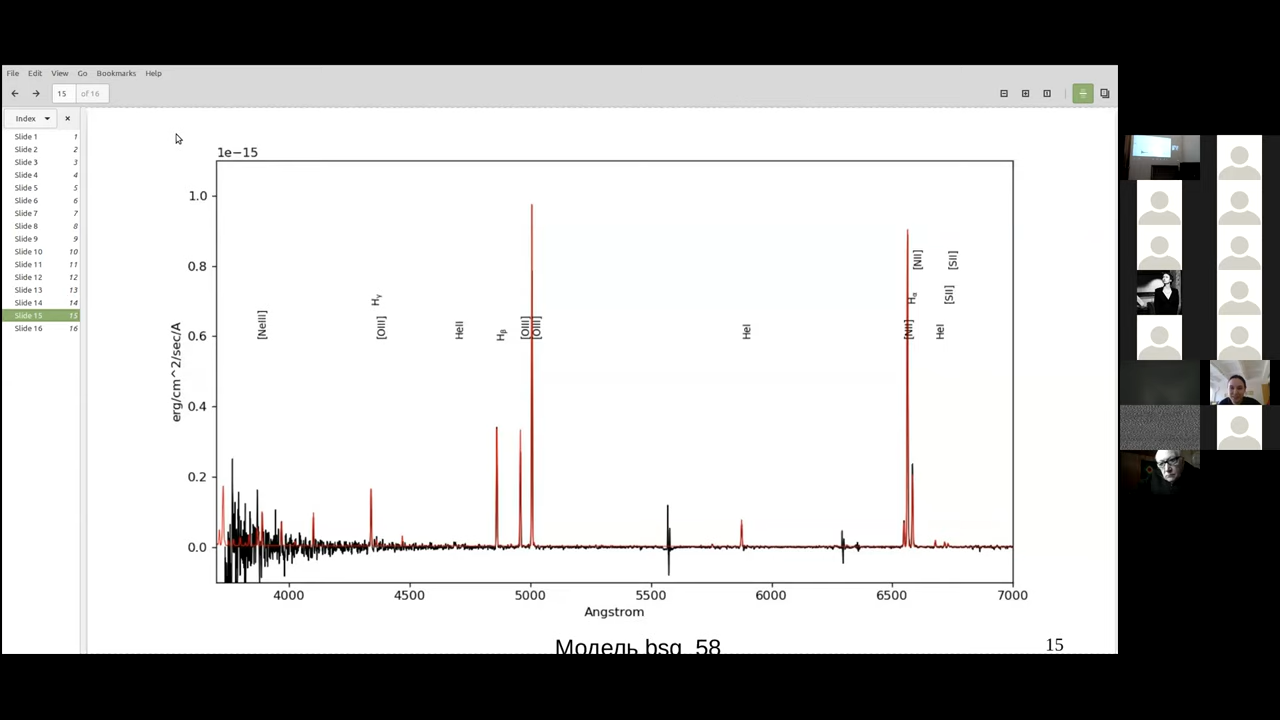 File Edit View Go Bookmarks Help
15 of 16
Index
Slide 1 1
Slide 2 2
Slide 3 3
Slide 4 4
Slide 5 5
Slide 6 6
Slide 7 7
Slide 8 8
Slide 9 9
Slide 10 10
Slide 11 11
Slide 12 12
Slide 13 13
Slide 14 14
Slide 15 15
Slide 16 16
1e−15
1.0
0.8
0.6
0.4
0.2
0.0
erg/cm^2/sec/A
[NeIII]
Hγ
[OIII]
HeII
Hβ
[OIII]
[OIII]
HeI
[NII]
Hα
[NII]
HeI
[SII]
[SII]
4000 4500 5000 5500 6000 6500 7000
Angstrom
Модель bsg_58
15